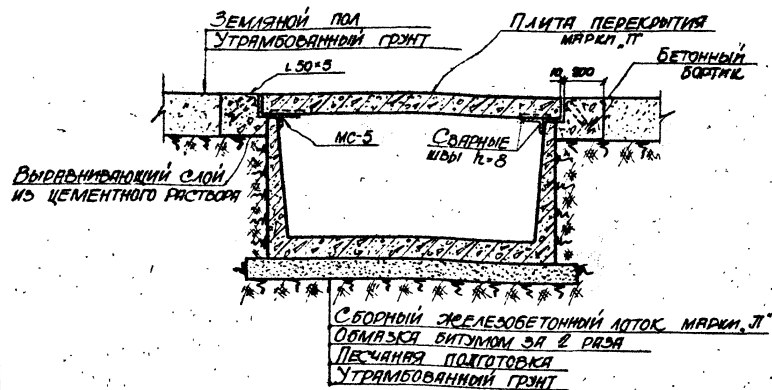 ЗЕМЛЯНОЙ ПОЛ
УТРАМБОВАННЫЙ ГРУНТ
ПЛИТА ПЕРЕКРЫТИЯ
МАРКИ „П"
L 50×5
10 200
БЕТОННЫЙ
БОРТИК
МС-5
СВАРНЫЕ
ШВЫ h=8
ВЫРАВНИВАЮЩИЙ СЛОЙ
ИЗ ЦЕМЕНТНОГО РАСТВОРА
СБОРНЫЙ ЖЕЛЕЗОБЕТОННЫЙ ЛОТОК МАРКИ „Л"
ОБМАЗКА БИТУМОМ ЗА 2 РАЗА
ПЕСЧАНАЯ ПОДГОТОВКА
УТРАМБОВАННЫЙ ГРУНТ